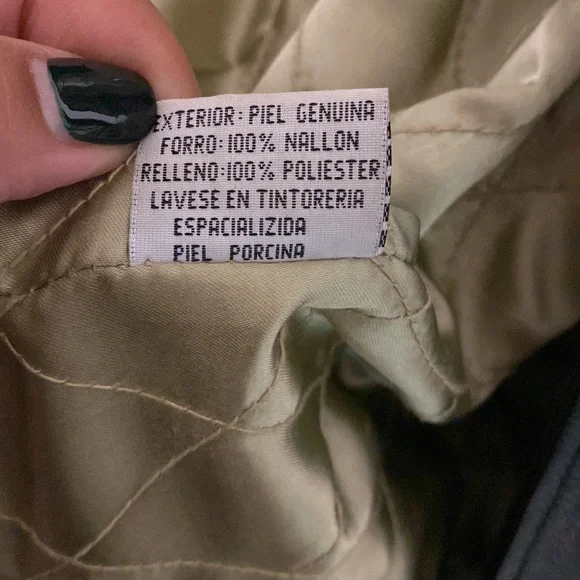 EXTERIOR: PIEL GENUINA
FORRO: 100% NALLON
RELLENO: 100% POLIESTER
LAVESE EN TINTORERIA
ESPACIALIZIDA
PIEL PORCINA